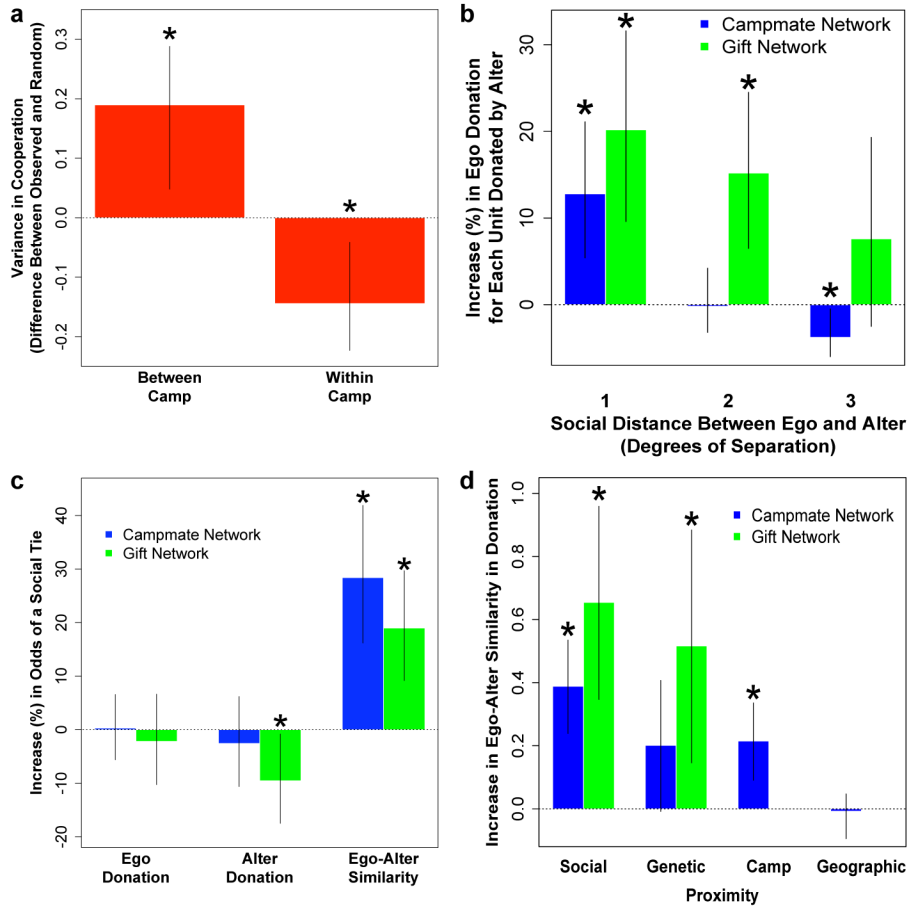 a
Variance in Cooperation
(Difference Between Observed and Random)
0.3
0.2
0.1
0.0
-0.1
-0.2
*
*
Between
Camp
Within
Camp
b
Increase (%) in Ego Donation
for Each Unit Donated by Alter
30
20
10
0
Campmate Network
Gift Network
*
*
*
*
1 2 3
Social Distance Between Ego and Alter
(Degrees of Separation)
c
Increase (%) in Odds of a Social Tie
40
30
20
10
0
-10
-20
Campmate Network
Gift Network
*
*
*
Ego
Donation
Alter
Donation
Ego-Alter
Similarity
d
Increase in Ego-Alter Similarity in Donation
1.0
0.8
0.6
0.4
0.2
0.0
Campmate Network
Gift Network
*
*
*
*
Social Genetic Camp Geographic
Proximity